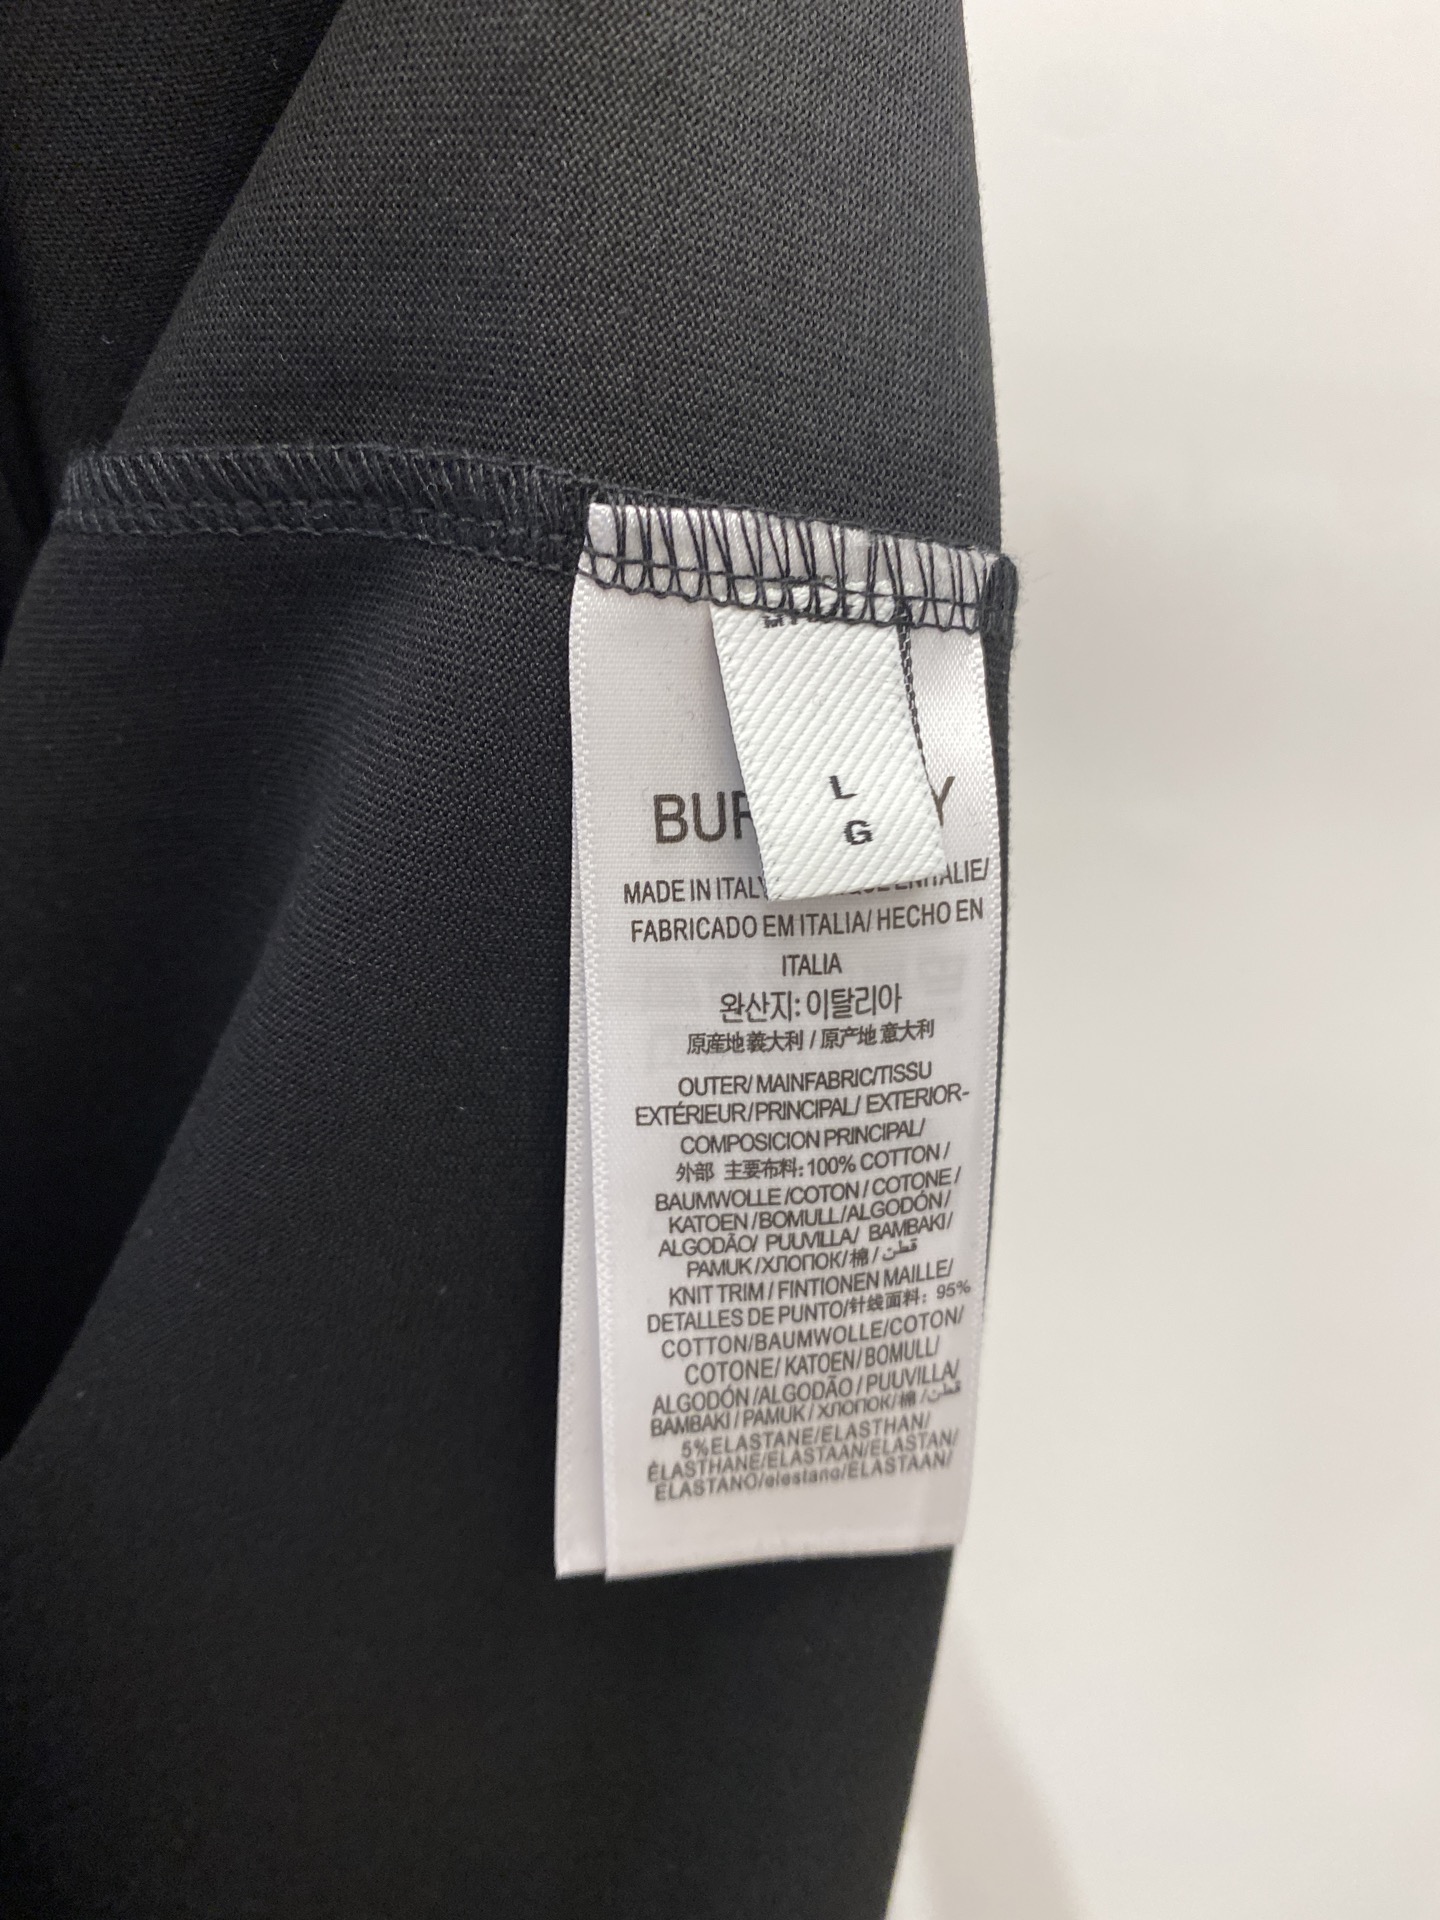 L
G
BUR Y
MADE IN ITALY ENITALIE/
FABRICADO EM ITALIA/ HECHO EN
ITALIA
완산지: 이탈리아
原産地義大利 / 原产地 意大利
OUTER/ MAINFABRIC/TISSU
EXTÉRIEUR/PRINCIPAL/ EXTERIOR-
COMPOSICION PRINCIPAL/
外部 主要布料: 100% COTTON /
BAUMWOLLE /COTON / COTONE /
KATOEN / BOMULL/ALGODÓN/
ALGODÃO/ PUUVILLA/ BAMBAKI/
PAMUK /ХЛОПОК/ 棉 / قطن
KNIT TRIM / FINTIONEN MAILLE/
DETALLES DE PUNTO/针线面料: 95%
COTTON/BAUMWOLLE/COTON/
COTONE/ KATOEN/ BOMULL/
ALGODÓN /ALGODÃO / PUUVILLA/
BAMBAKI / PAMUK / ХЛОПОК/ 棉 / قطن/
5%ELASTANE/ELASTHAN/
ÉLASTHANE/ELASTAAN/ELASTAN/
ELASTANO/elestano/ELASTAAN/